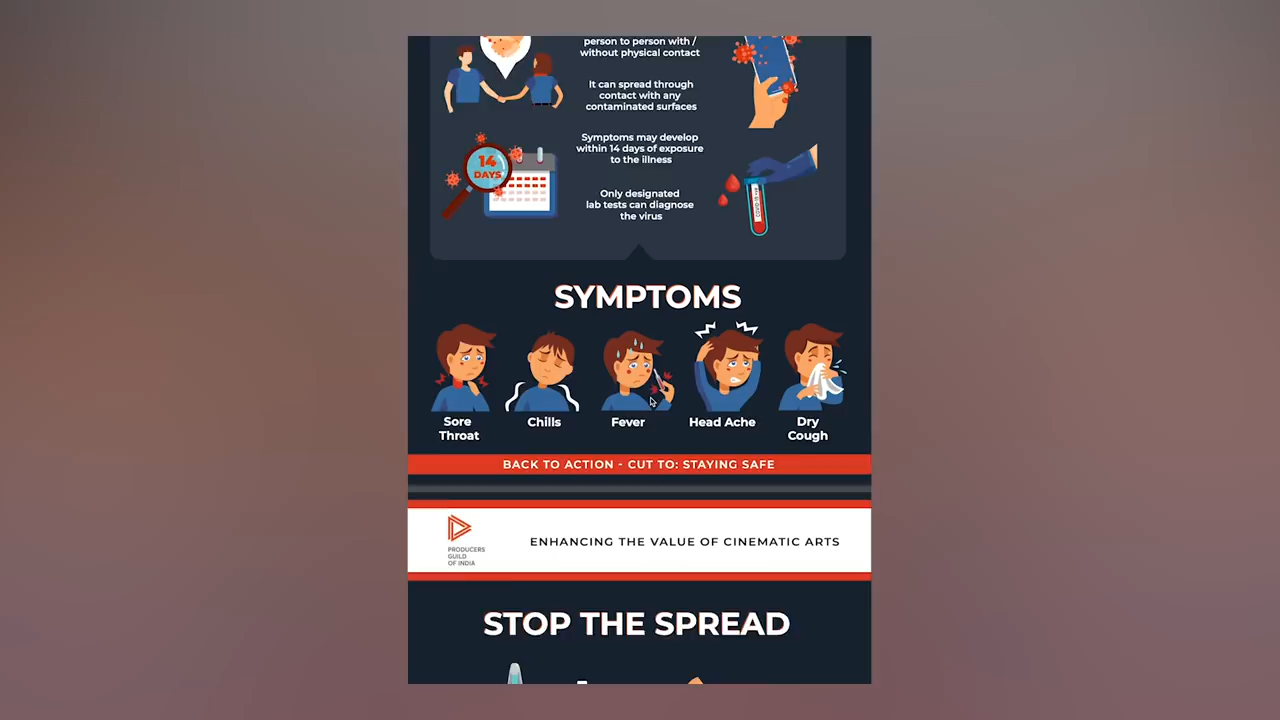 person to person with /
without physical contact
It can spread through
contact with any
contaminated surfaces
14
DAYS
Symptoms may develop
within 14 days of exposure
to the illness
Only designated
lab tests can diagnose
the virus
SYMPTOMS
Sore
Throat
Chills
Fever
Head Ache
Dry
Cough
BACK TO ACTION - CUT TO: STAYING SAFE
PRODUCERS
GUILD
OF INDIA
ENHANCING THE VALUE OF CINEMATIC ARTS
STOP THE SPREAD